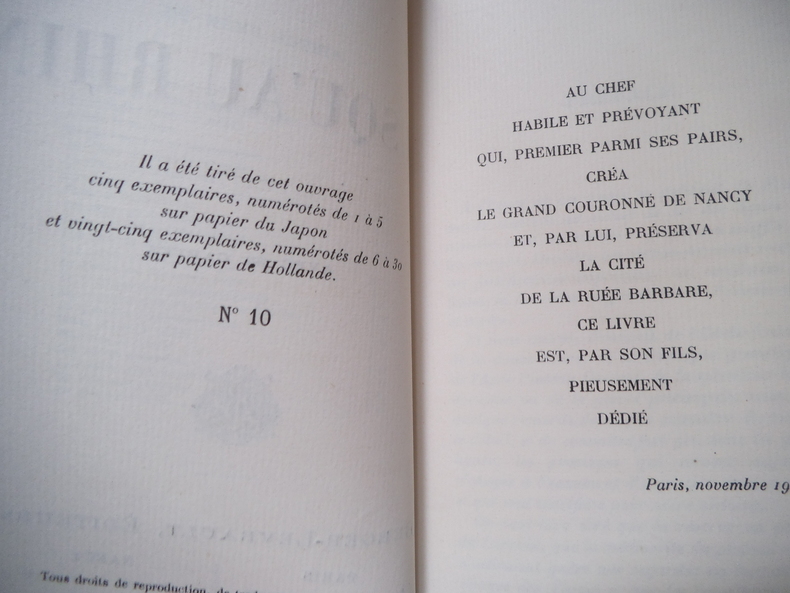 Il a été tiré de cet ouvrage
cinq exemplaires, numérotés de 1 à 5
sur papier du Japon
et vingt-cinq exemplaires, numérotés de 6 à 30
sur papier de Hollande.
N° 10
Tous droits de reproduction, de
AU CHEF
HABILE ET PRÉVOYANT
QUI, PREMIER PARMI SES PAIRS,
CRÉA
LE GRAND COURONNÉ DE NANCY
ET, PAR LUI, PRÉSERVA
LA CITÉ
DE LA RUÉE BARBARE,
CE LIVRE
EST, PAR SON FILS,
PIEUSEMENT
DÉDIÉ
Paris, novembre 19